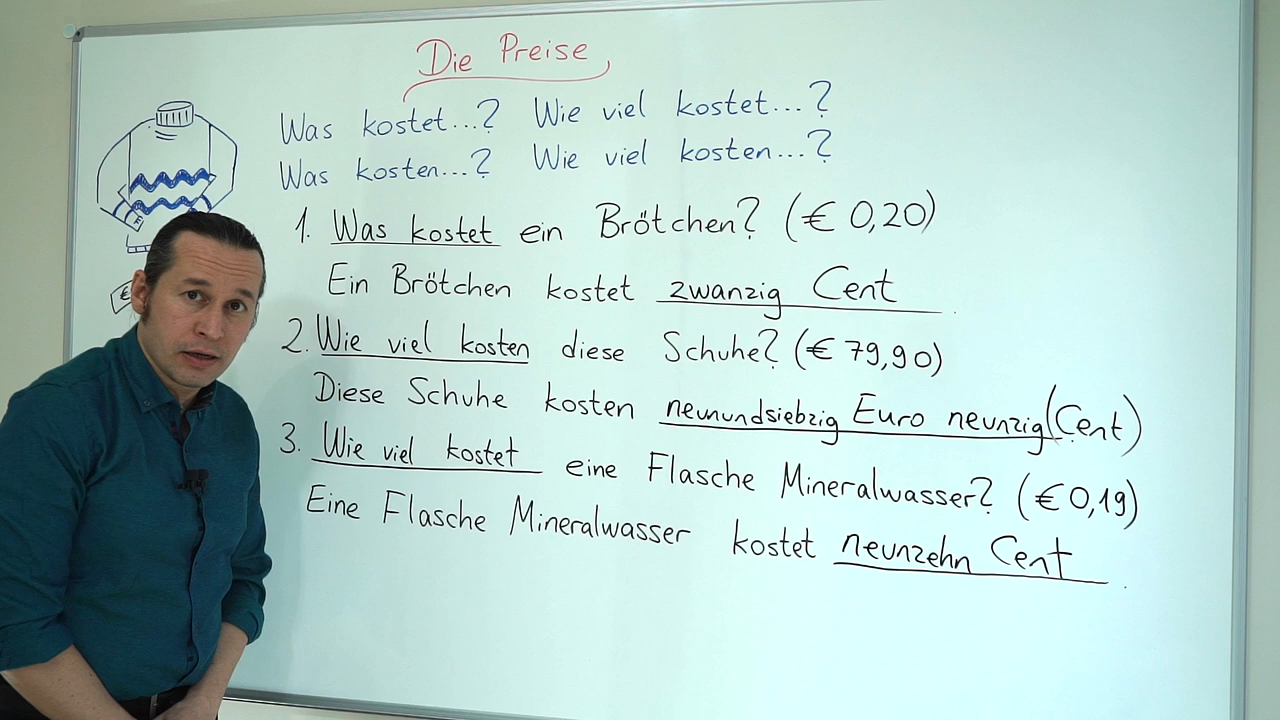 Die Preise
Was kostet...? Wie viel kostet...?
Was kosten...? Wie viel kosten...?
1. Was kostet ein Brötchen? (€ 0,20)
Ein Brötchen kostet zwanzig Cent.
2. Wie viel kosten diese Schuhe? (€ 79,90)
Diese Schuhe kosten neunundsiebzig Euro neunzig (Cent)
3. Wie viel kostet eine Flasche Mineralwasser? (€ 0,19)
Eine Flasche Mineralwasser kostet neunzehn Cent.
€